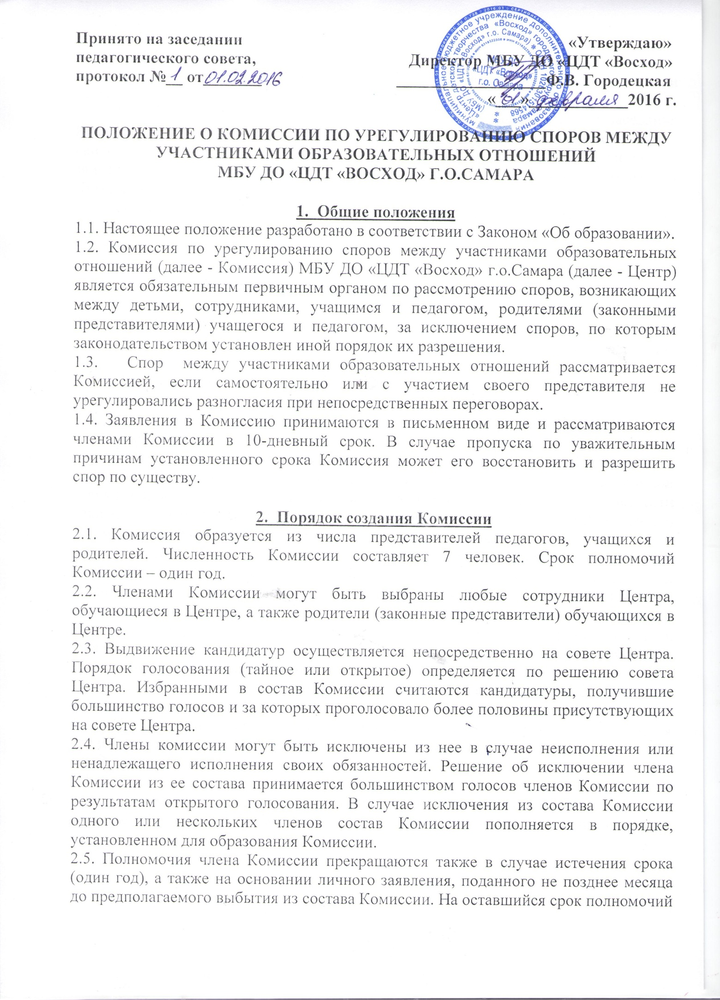 Принято на заседании
педагогического совета,
протокол № 1 от 01.02.2016
«Утверждаю»
Директор МБУ ДО «ЦДТ «Восход»
Ф.В. Городецкая
« 01 » февраля 2016 г.
МБУ ДО
«ЦДТ «Восход»
г.о. Самара
ПОЛОЖЕНИЕ О КОМИССИИ ПО УРЕГУЛИРОВАНИЮ СПОРОВ МЕЖДУ
УЧАСТНИКАМИ ОБРАЗОВАТЕЛЬНЫХ ОТНОШЕНИЙ
МБУ ДО «ЦДТ «ВОСХОД» Г.О.САМАРА
1. Общие положения
1.1. Настоящее положение разработано в соответствии с Законом «Об образовании».
1.2. Комиссия по урегулированию споров между участниками образовательных
отношений (далее - Комиссия) МБУ ДО «ЦДТ «Восход» г.о.Самара (далее - Центр)
является обязательным первичным органом по рассмотрению споров, возникающих
между детьми, сотрудниками, учащимся и педагогом, родителями (законными
представителями) учащегося и педагогом, за исключением споров, по которым
законодательством установлен иной порядок их разрешения.
1.3. Спор между участниками образовательных отношений рассматривается
Комиссией, если самостоятельно или с участием своего представителя не
урегулировались разногласия при непосредственных переговорах.
1.4. Заявления в Комиссию принимаются в письменном виде и рассматриваются
членами Комиссии в 10-дневный срок. В случае пропуска по уважительным
причинам установленного срока Комиссия может его восстановить и разрешить
спор по существу.
2. Порядок создания Комиссии
2.1. Комиссия образуется из числа представителей педагогов, учащихся и
родителей. Численность Комиссии составляет 7 человек. Срок полномочий
Комиссии – один год.
2.2. Членами Комиссии могут быть выбраны любые сотрудники Центра,
обучающиеся в Центре, а также родители (законные представители) обучающихся в
Центре.
2.3. Выдвижение кандидатур осуществляется непосредственно на совете Центра.
Порядок голосования (тайное или открытое) определяется по решению совета
Центра. Избранными в состав Комиссии считаются кандидатуры, получившие
большинство голосов и за которых проголосовало более половины присутствующих
на совете Центра.
2.4. Члены комиссии могут быть исключены из нее в случае неисполнения или
ненадлежащего исполнения своих обязанностей. Решение об исключении члена
Комиссии из ее состава принимается большинством голосов членов Комиссии по
результатам открытого голосования. В случае исключения из состава Комиссии
одного или нескольких членов состав Комиссии пополняется в порядке,
установленном для образования Комиссии.
2.5. Полномочия члена Комиссии прекращаются также в случае истечения срока
(один год), а также на основании личного заявления, поданного не позднее месяца
до предполагаемого выбытия из состава Комиссии. На оставшийся срок полномочий